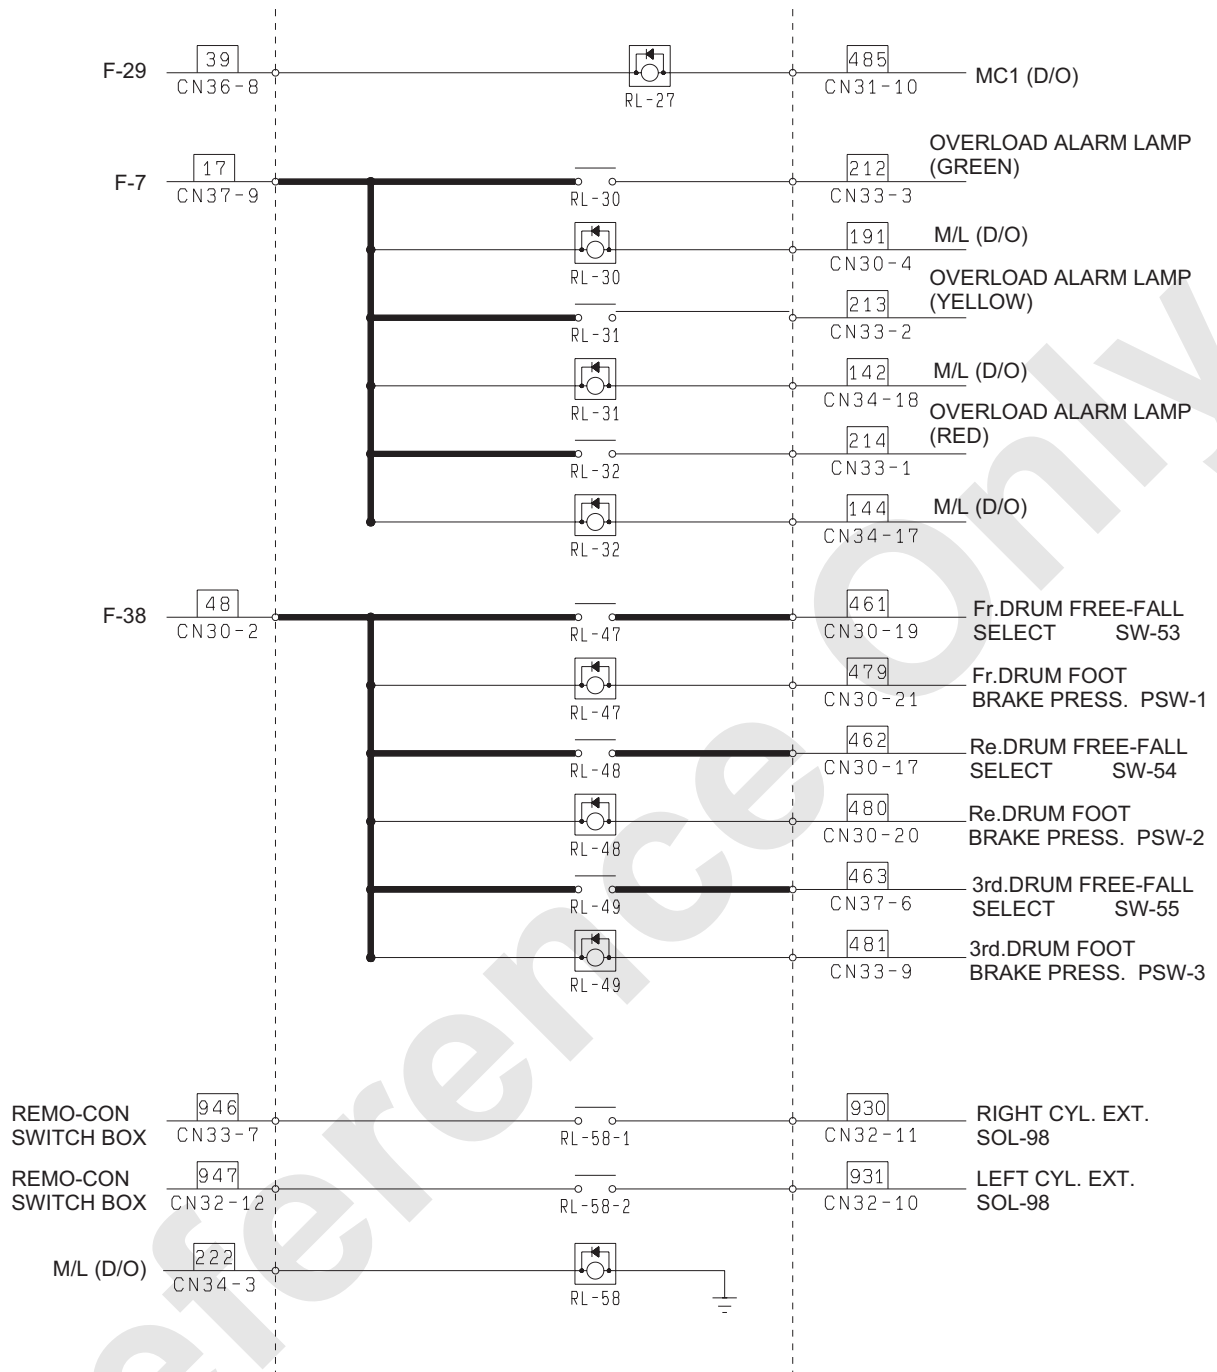 39
F-29
CN36-8
RL-27
485
CN31-10
MC1 (D/O)
17
F-7
CN37-9
RL-30
212
CN33-3
OVERLOAD ALARM LAMP
(GREEN)
RL-30
191
CN30-4
M/L (D/O)
RL-31
213
CN33-2
OVERLOAD ALARM LAMP
(YELLOW)
RL-31
142
CN34-18
M/L (D/O)
RL-32
214
CN33-1
OVERLOAD ALARM LAMP
(RED)
RL-32
144
CN34-17
M/L (D/O)
48
F-38
CN30-2
RL-47
461
CN30-19
Fr.DRUM FREE-FALL
SELECT SW-53
RL-47
479
CN30-21
Fr.DRUM FOOT
BRAKE PRESS. PSW-1
RL-48
462
CN30-17
Re.DRUM FREE-FALL
SELECT SW-54
RL-48
480
CN30-20
Re.DRUM FOOT
BRAKE PRESS. PSW-2
RL-49
463
CN37-6
3rd.DRUM FREE-FALL
SELECT SW-55
RL-49
481
CN33-9
3rd.DRUM FOOT
BRAKE PRESS. PSW-3
REMO-CON
SWITCH BOX
946
CN33-7
RL-58-1
930
CN32-11
RIGHT CYL. EXT.
SOL-98
REMO-CON
SWITCH BOX
947
CN32-12
RL-58-2
931
CN32-10
LEFT CYL. EXT.
SOL-98
M/L (D/O)
222
CN34-3
RL-58
eference Only